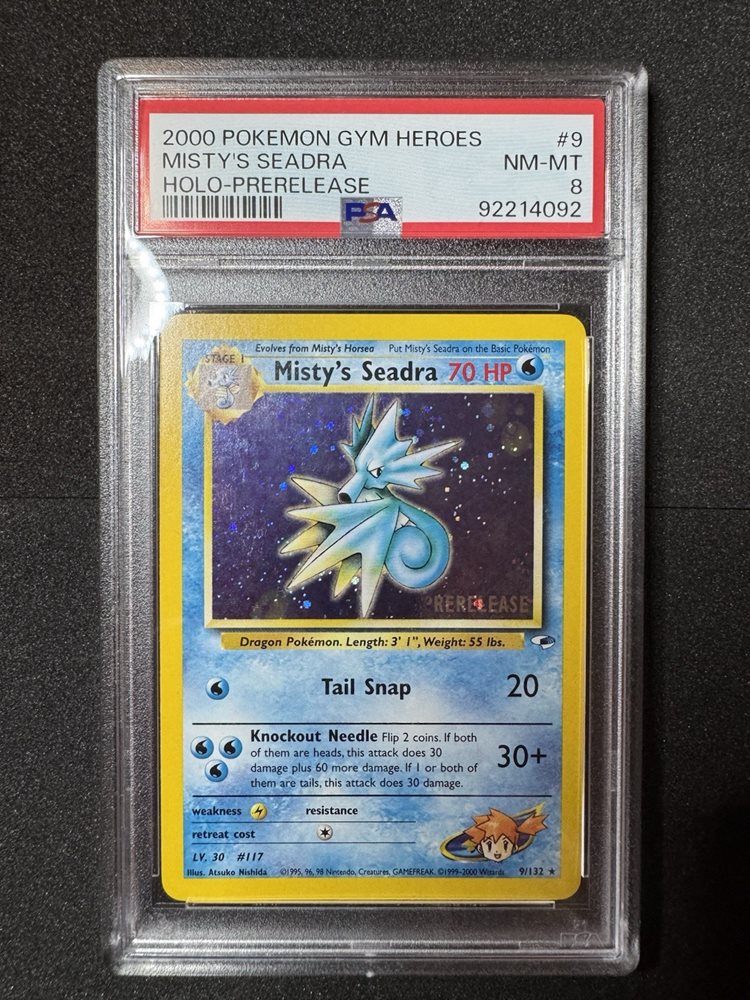 2000 POKEMON GYM HEROES #9
MISTY'S SEADRA NM-MT
HOLO-PRERELEASE 8
PSA 92214092
Evolves from Misty's Horsea Put Misty's Seadra on the Basic Pokémon
STAGE 1
Misty's Seadra 70 HP
PRERELEASE
Dragon Pokémon. Length: 3' 1", Weight: 55 lbs.
Tail Snap 20
Knockout Needle Flip 2 coins. If both
of them are heads, this attack does 30
damage plus 60 more damage. If 1 or both of
them are tails, this attack does 30 damage.
30+
weakness resistance
retreat cost
LV. 30 #117
Illus. Atsuko Nishida ©1995, 96, 98 Nintendo, Creatures, GAMEFREAK. ©1999-2000 Wizards. 9/132 ★